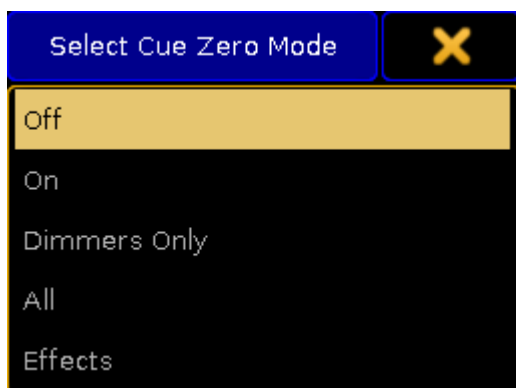 Select Cue Zero Mode
Off
On
Dimmers Only
All
Effects